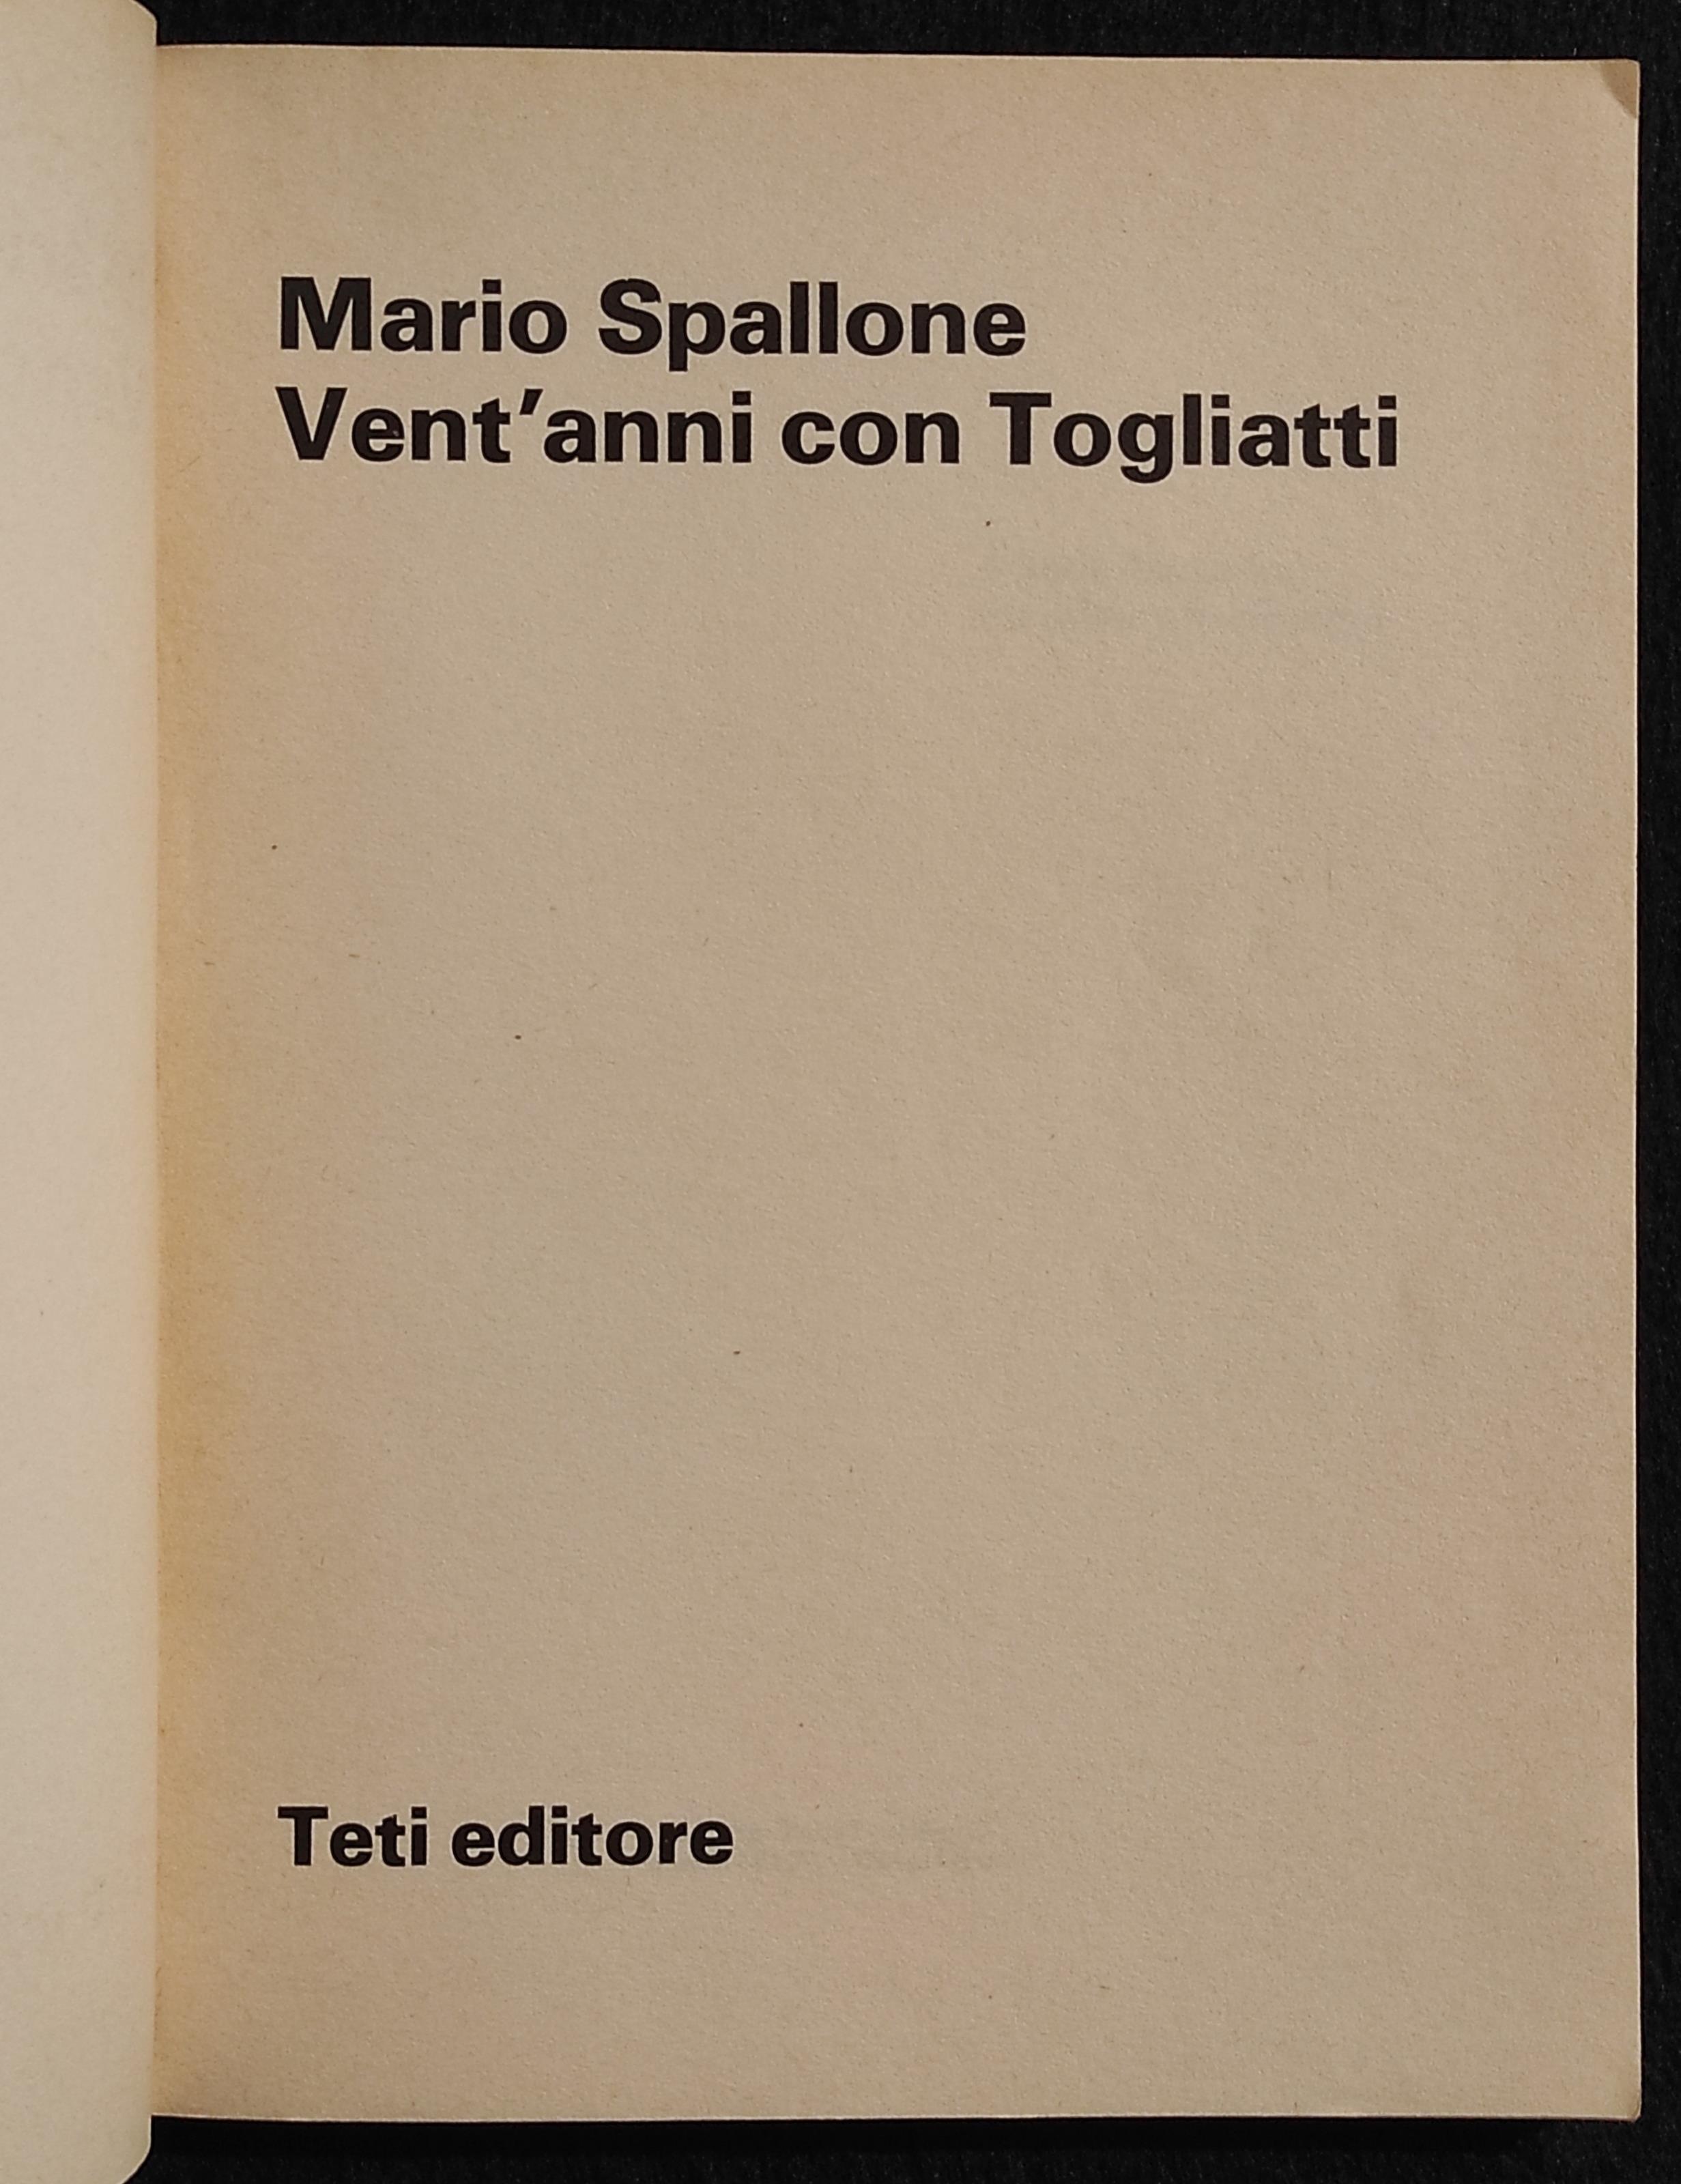 Mario Spallone
Vent'anni con Togliatti
Teti editore